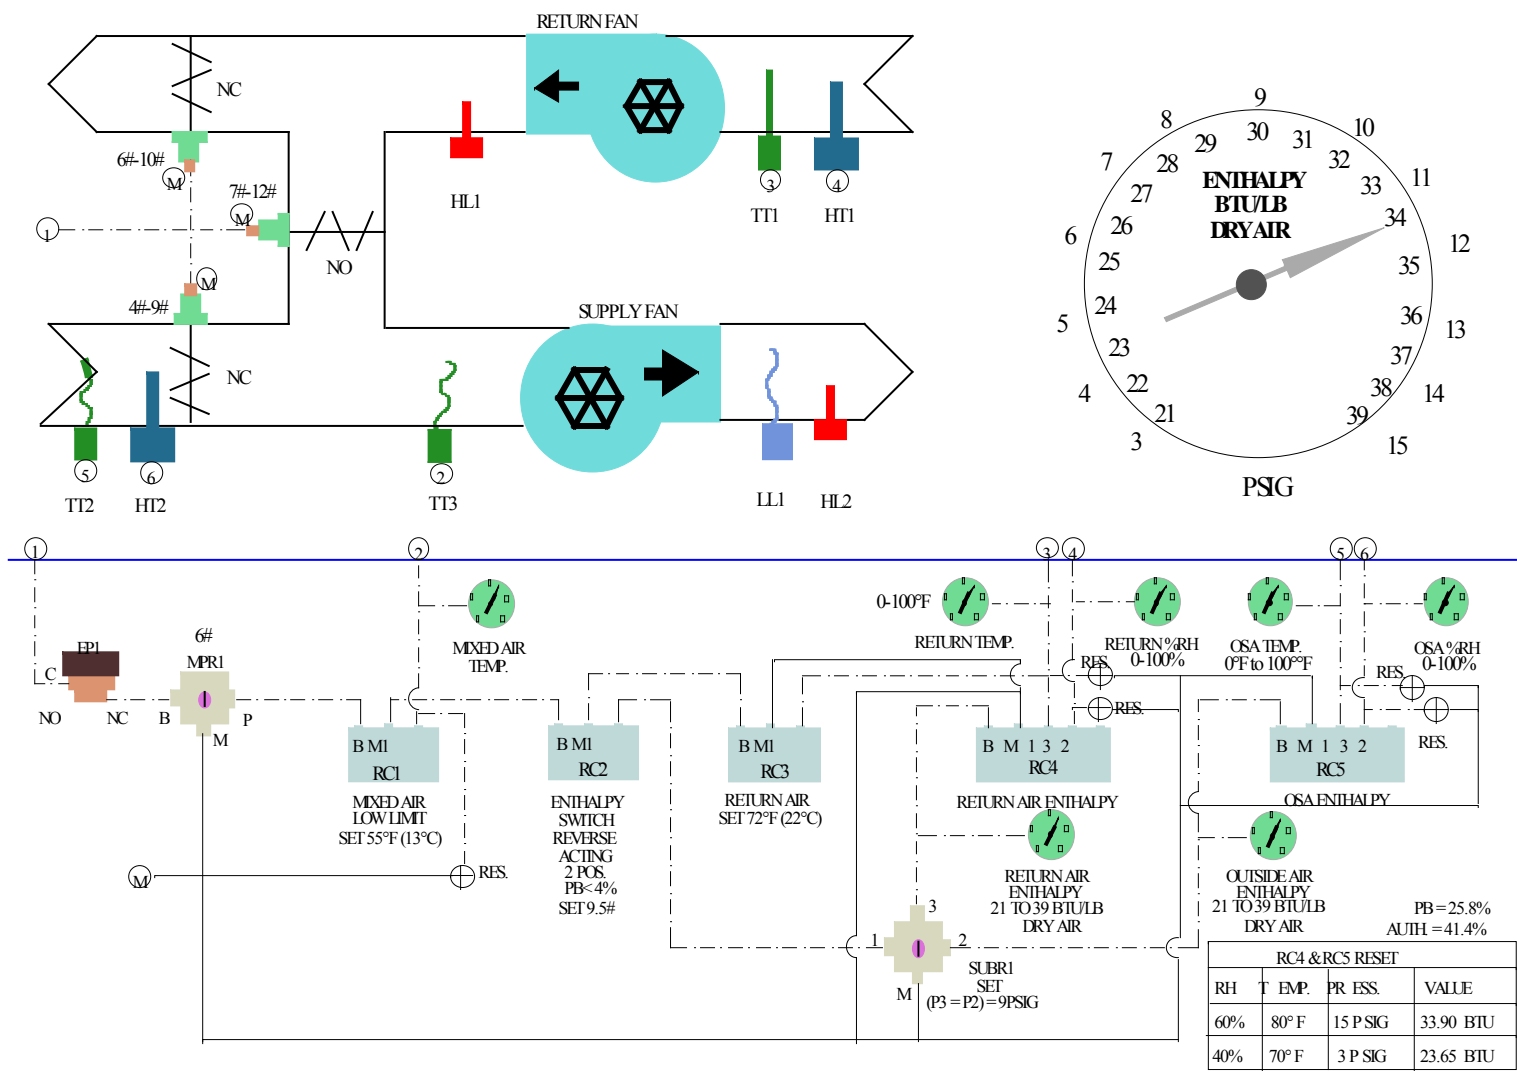 RETURN FAN
NC
6#-10#
M
7#-12#
M
1
NO
M
4#-9#
NC
HL1
3
TT1
4
HT1
SUPPLY FAN
5
TT2
6
HT2
2
TT3
LL1
HL2
ENTHALPY
BTU/LB
DRY AIR
21
22
23
24
25
26
27
28
29
30
31
32
33
34
35
36
37
38
39
3
4
5
6
7
8
9
10
11
12
13
14
15
PSIG
1
2
3
4
5
6
EP1
C
NO
NC
6#
MPR1
B
P
M
MIXED AIR
TEMP.
0-100°F
RETURN TEMP.
RETURN %RH
0-100%
OSA TEMP.
0°F to 100°°F
OSA %RH
0-100%
RES.
RES.
RES.
RES.
B M1
RC1
MIXED AIR
LOW LIMIT
SET 55°F (13°C)
B M1
RC2
ENTHALPY
SWITCH
REVERSE
ACTING
2 POS.
PB< 4%
SET 9.5#
B M1
RC3
RETURN AIR
SET 72°F (22°C)
B M 1 3 2
RC4
RETURN AIR ENTHALPY
B M 1 3 2
RC5
OSA ENTHALPY
M
RES.
RETURN AIR
ENTHALPY
21 TO 39 BTU/LB
DRY AIR
OUTSIDE AIR
ENTHALPY
21 TO 39 BTU/LB
DRY AIR
3
1
2
M
SUBR1
SET
(P3 = P2) = 9PSIG
PB = 25.8%
AUTH. = 41.4%
RC4 & RC5 RESET
RH T EMP. PR ESS. VALUE
60% 80° F 15 P SIG 33.90 BTU
40% 70° F 3 P SIG 23.65 BTU